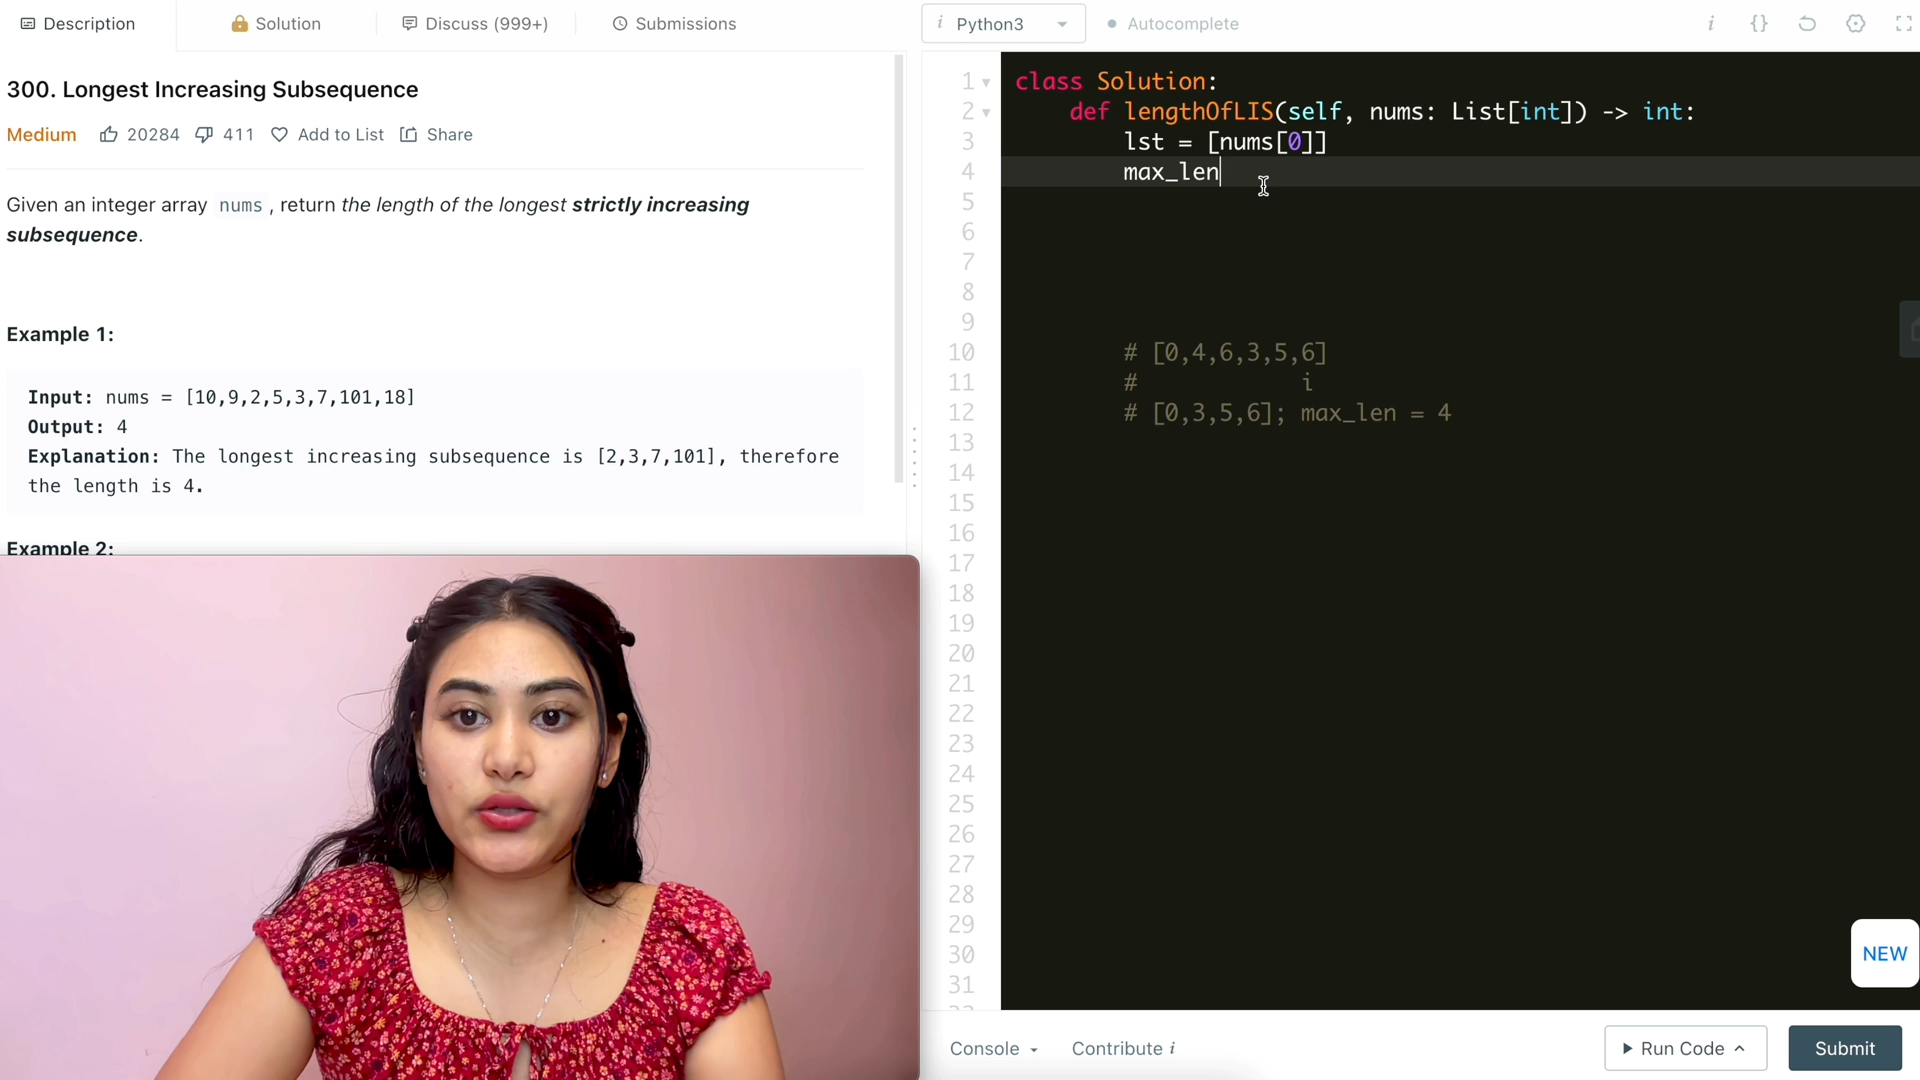 Description
Solution
Discuss (999+)
Submissions
i Python3
Autocomplete
i {}
300. Longest Increasing Subsequence
Medium 20284 411 Add to List Share
Given an integer array nums, return the length of the longest strictly increasing
subsequence.
Example 1:
Input: nums = [10,9,2,5,3,7,101,18]
Output: 4
Explanation: The longest increasing subsequence is [2,3,7,101], therefore
the length is 4.
Example 2:
1 class Solution:
2 def lengthOfLIS(self, nums: List[int]) -> int:
3 lst = [nums[0]]
4 max_len
5
6
7
8
9
10 # [0,4,6,3,5,6]
11 # i
12 # [0,3,5,6]; max_len = 4
13
14
15
16
17
18
19
20
21
22
23
24
25
26
27
28
29
30
31
NEW
Console
Contribute i
Run Code
Submit